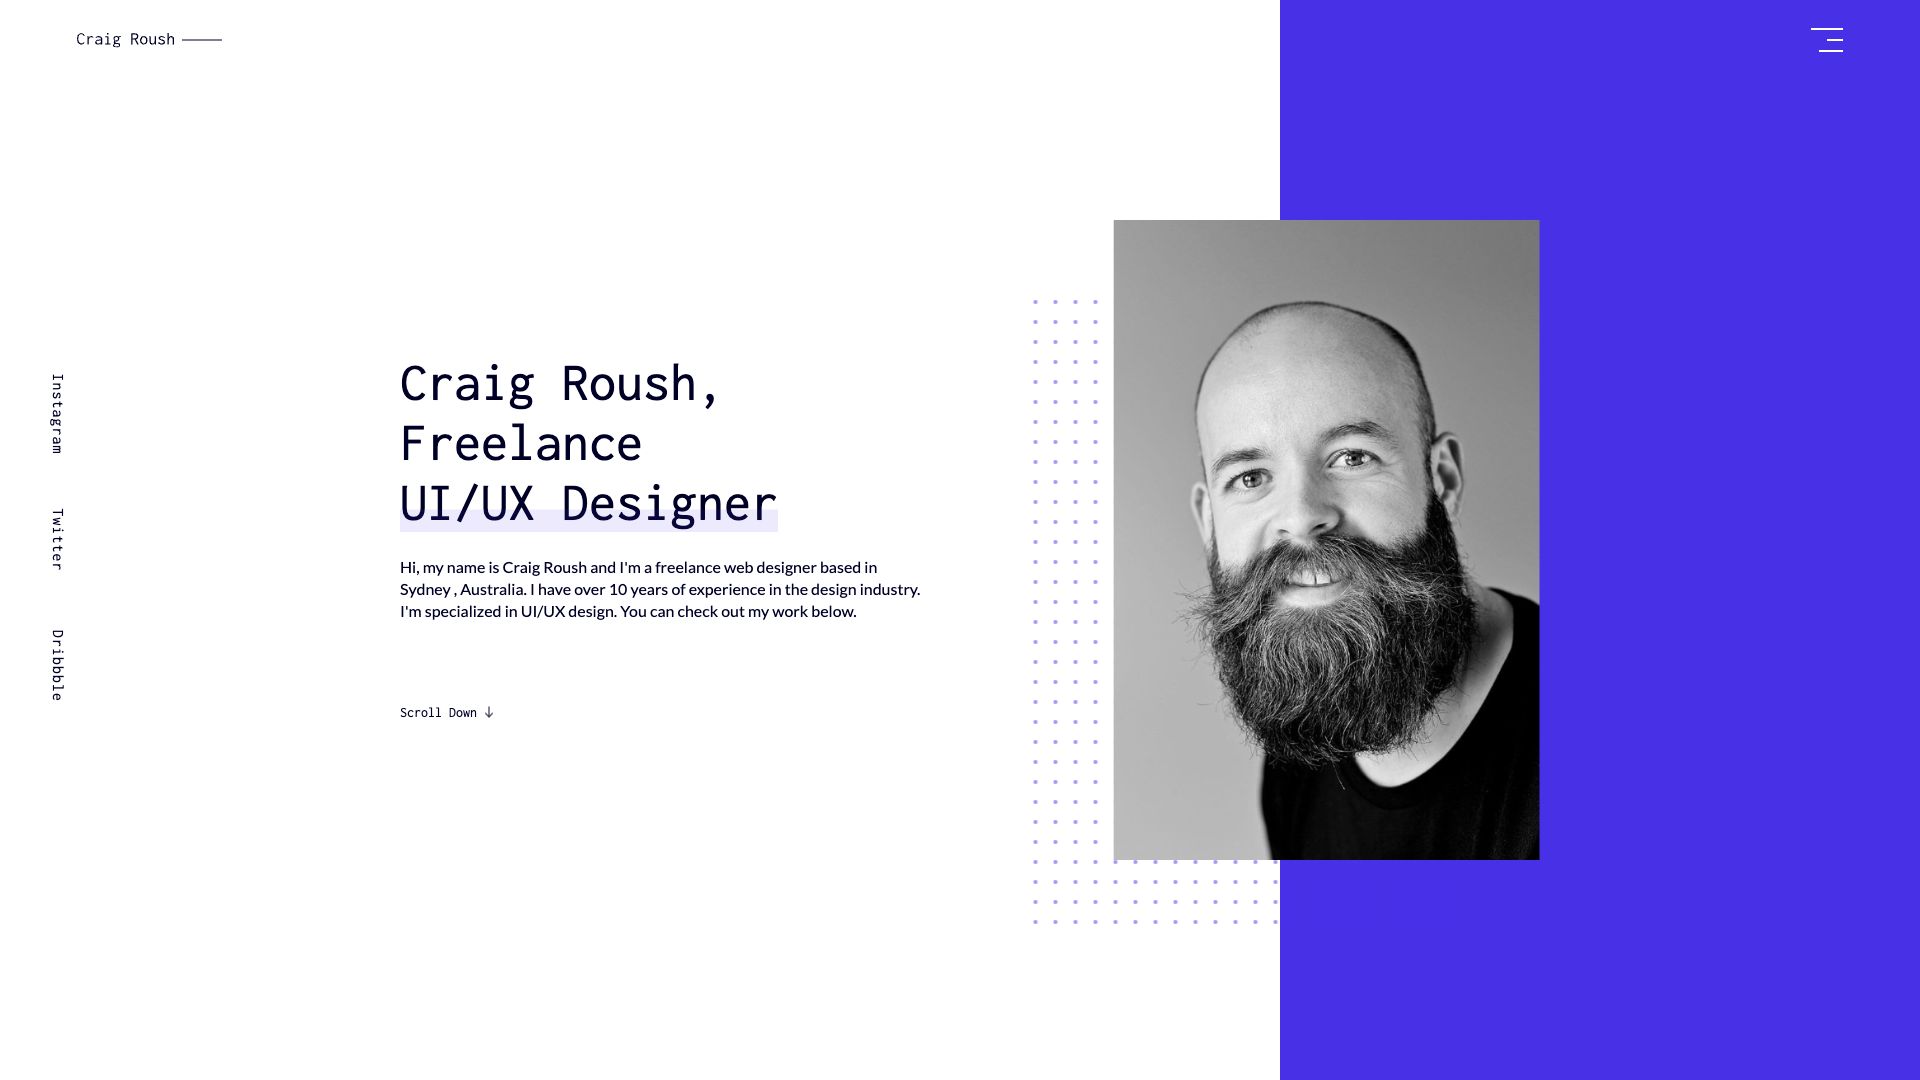 Craig Roush
Instagram
Twitter
Dribbble
Craig Roush,
Freelance
UI/UX Designer
Hi, my name is Craig Roush and I'm a freelance web designer based in
Sydney , Australia. I have over 10 years of experience in the design industry.
I'm specialized in UI/UX design. You can check out my work below.
Scroll Down ↓